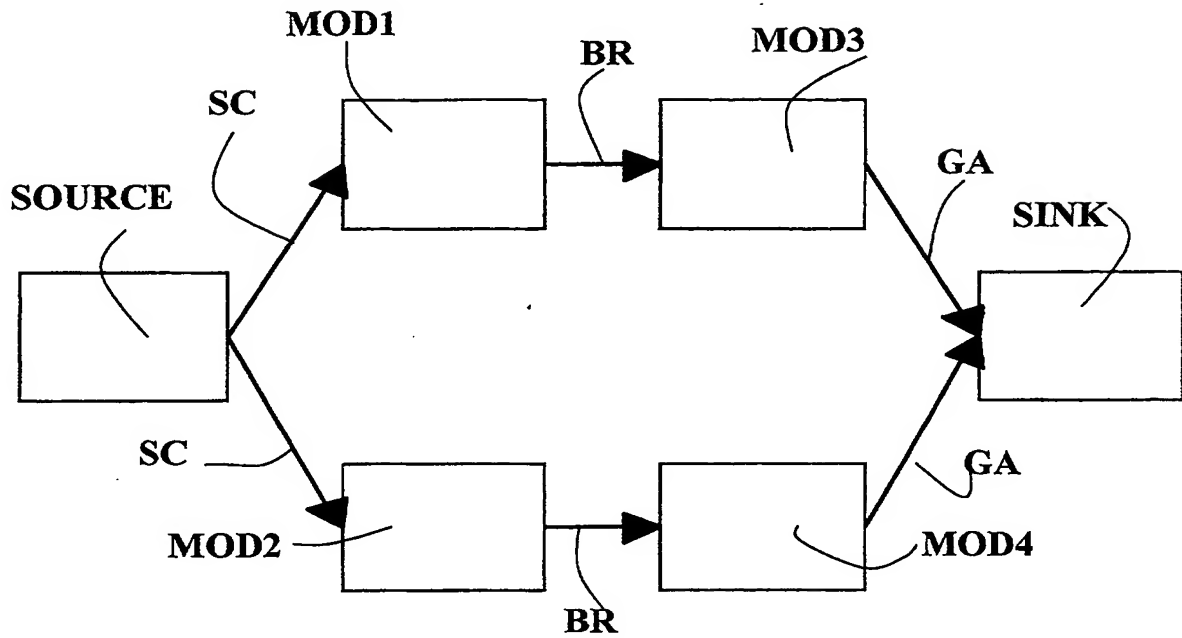 MOD1
BR
MOD3
SC
GA
SOURCE
SINK
SC
GA
MOD2
MOD4
BR